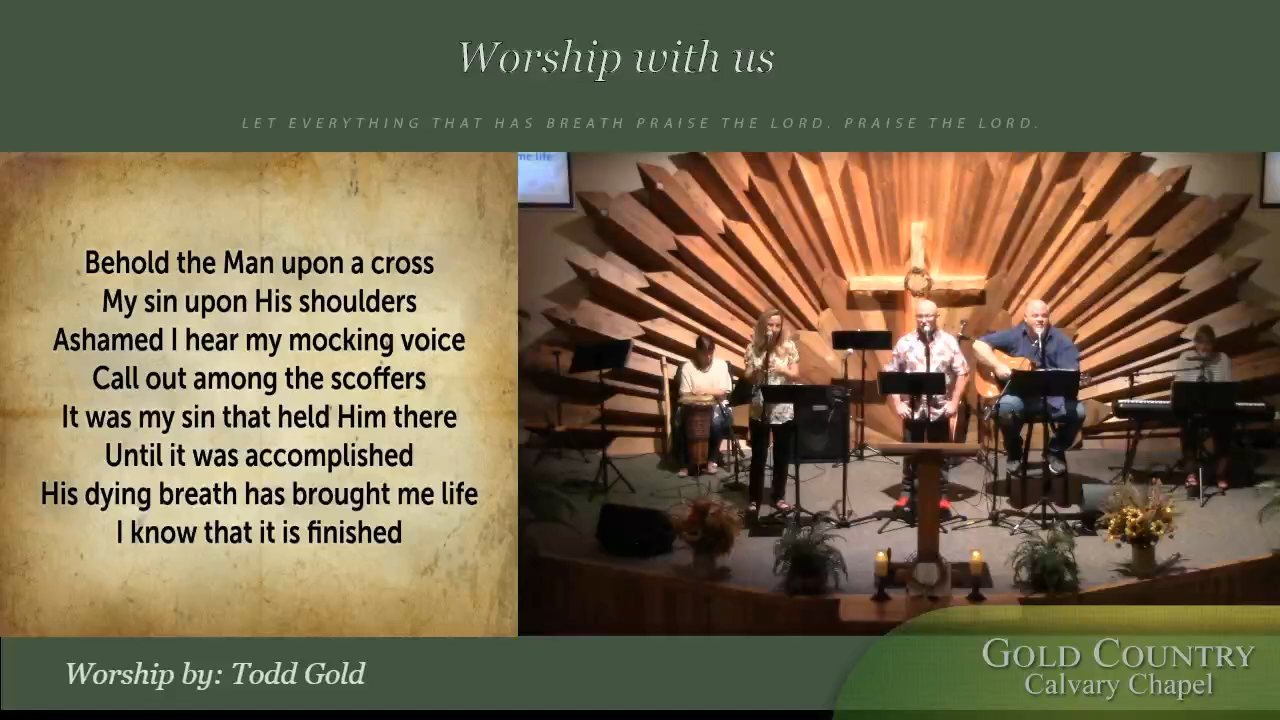 Worship with us
LET EVERYTHING THAT HAS BREATH PRAISE THE LORD. PRAISE THE LORD.
me life
Behold the Man upon a cross
My sin upon His shoulders
Ashamed I hear my mocking voice
Call out among the scoffers
It was my sin that held Him there
Until it was accomplished
His dying breath has brought me life
I know that it is finished
Worship by: Todd Gold
GOLD COUNTRY
Calvary Chapel